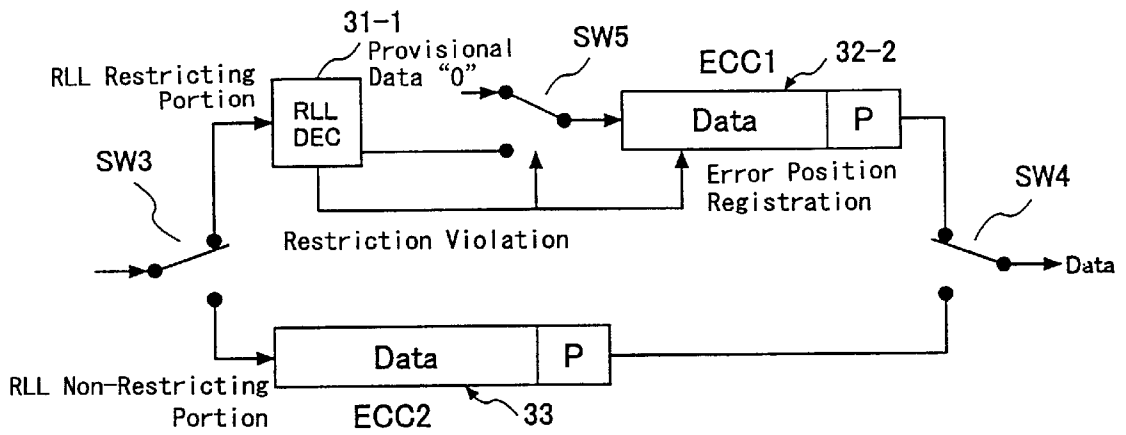 31-1
Provisional
Data “0”
SW5
ECC1
32-2
RLL Restricting
Portion
RLL
DEC
Data
P
SW3
Error Position
Registration
SW4
Restriction Violation
Data
Data
P
RLL Non-Restricting
Portion
ECC2
33